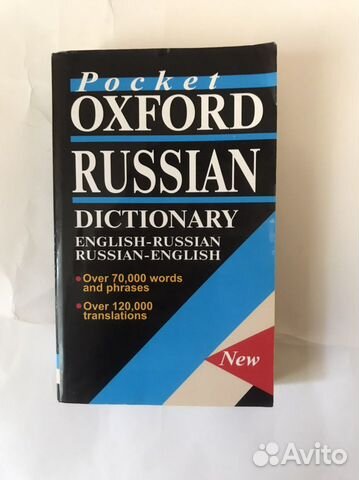 Pocket
OXFORD
RUSSIAN
DICTIONARY
ENGLISH-RUSSIAN
RUSSIAN-ENGLISH
•Over 70,000 words
and phrases
•Over 120,000
translations
New
Avito